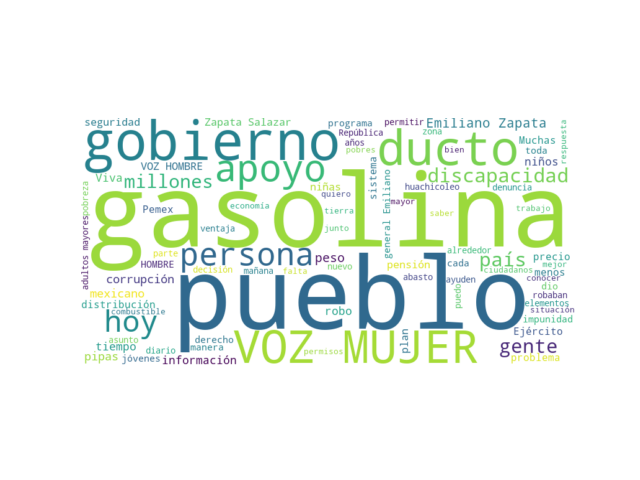 seguridad Zapata Salazar programa permitir Emiliano Zapata
gobierno República zona Muchas respuesta
años ducto bien toda
VOZ HOMBRE apoyo pobres niños
Viva millones niñas sistema discapacidad
pobreza quiero huachicoleo denuncia
gasolina
adultos mayores economía tierra general Emiliano mayor saber trabajo
Pemex ventaja junto
persona alrededor país precio
parte HOMBRE peso pensión menos mejor
decisión mañana falta nuevo ciudadanos
corrupción pueblo abasto ayuden conocer
mexicano dio robaban
distribución puedo elementos
combustible robo situación
hoy impunidad
asunto derecho VOZ MUJER plan Ejército
tiempo diario manera gente
pipas jóvenes información permisos problema